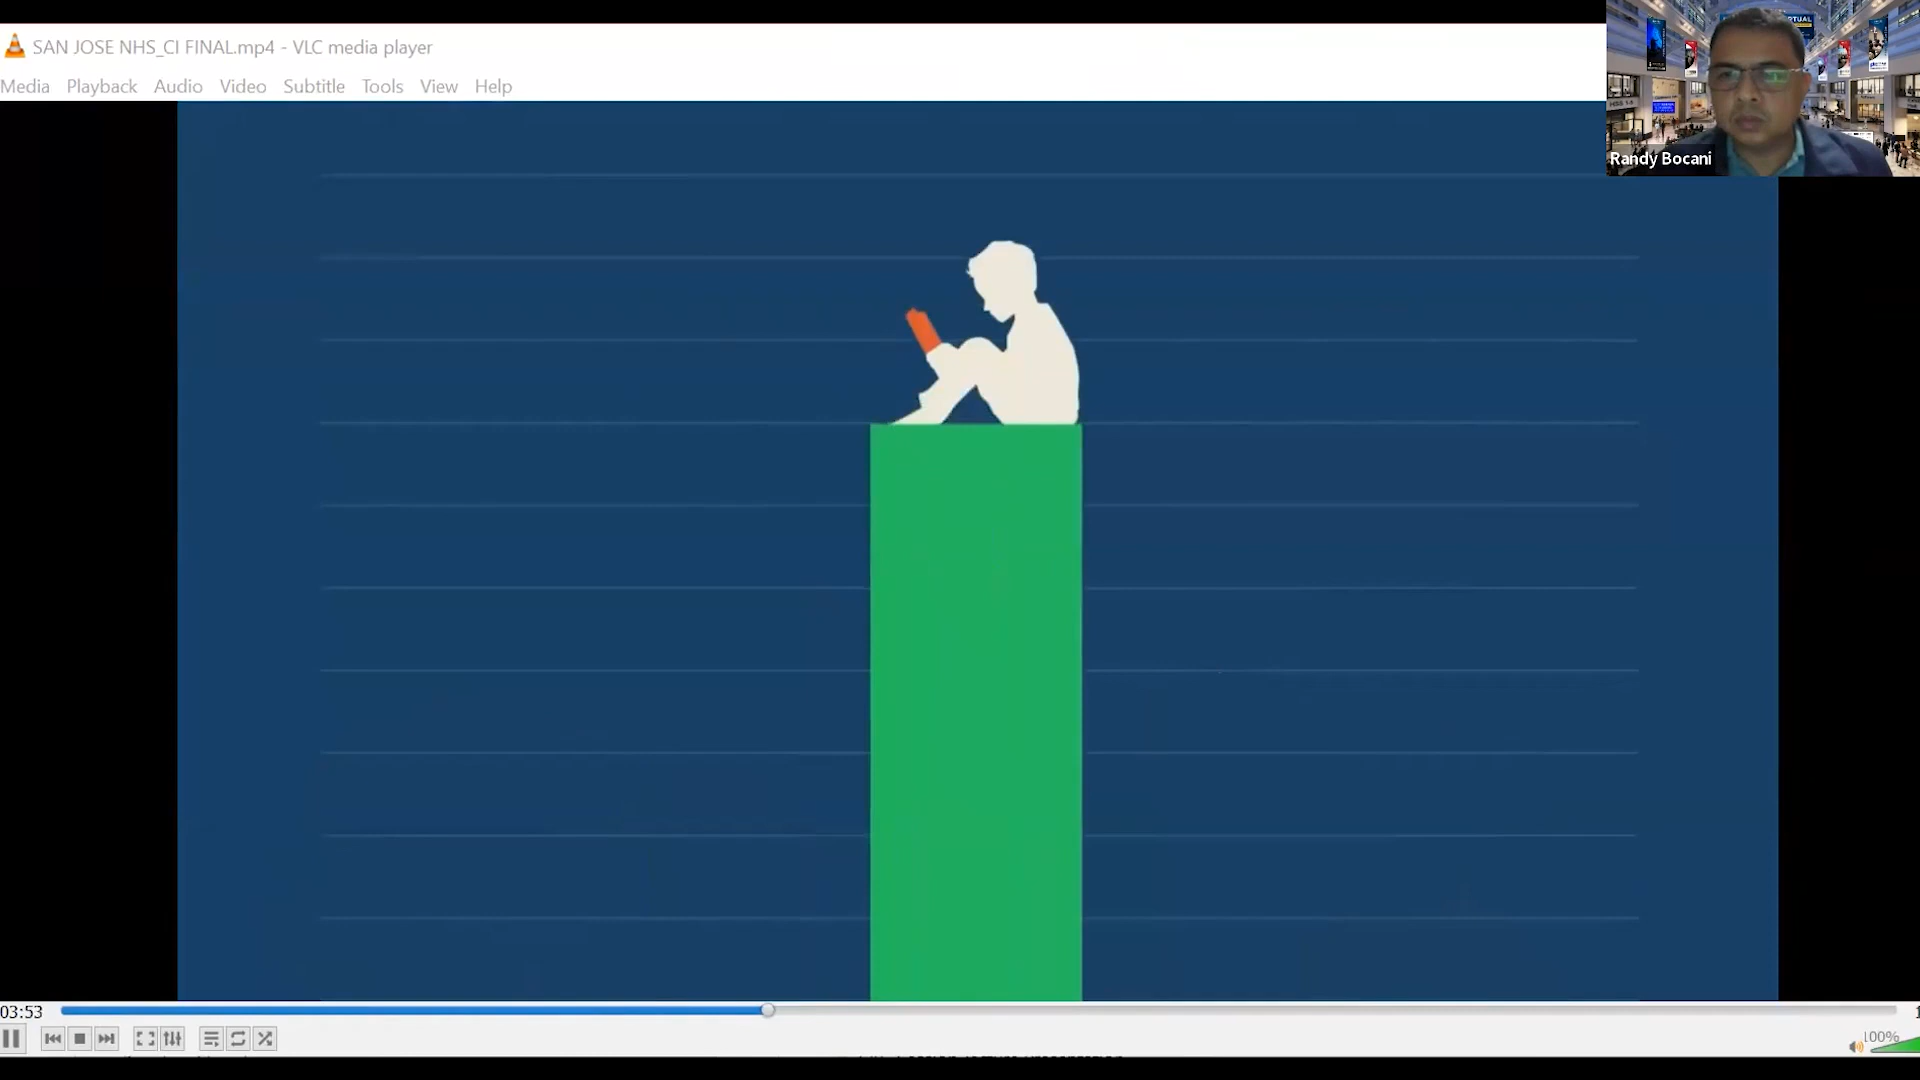 SAN JOSE NHS_CI FINAL.mp4 - VLC media player
Media Playback Audio Video Subtitle Tools View Help
Randy Bocani
03:53
100%